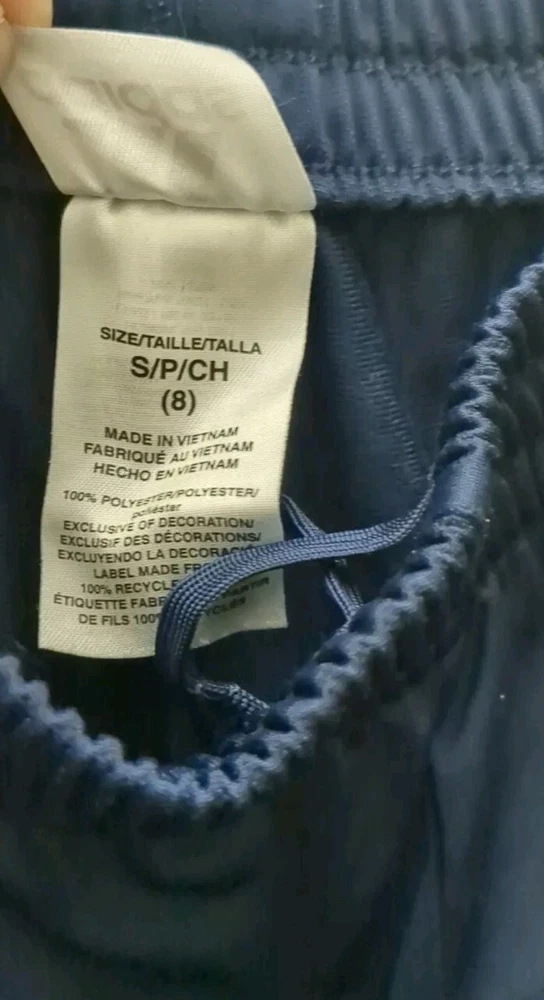 SIZE/TAILLE/TALLA
S/P/CH
(8)
MADE IN VIETNAM
FABRIQUÉ AU VIETNAM
HECHO EN VIETNAM
100% POLYESTER/POLYESTER/
poliéster
EXCLUSIVE OF DECORATION/
EXCLUSIF DES DÉCORATIONS/
EXCLUYENDO LA
LABEL MADE
100%
ÉTIQUETTE
DE FILS